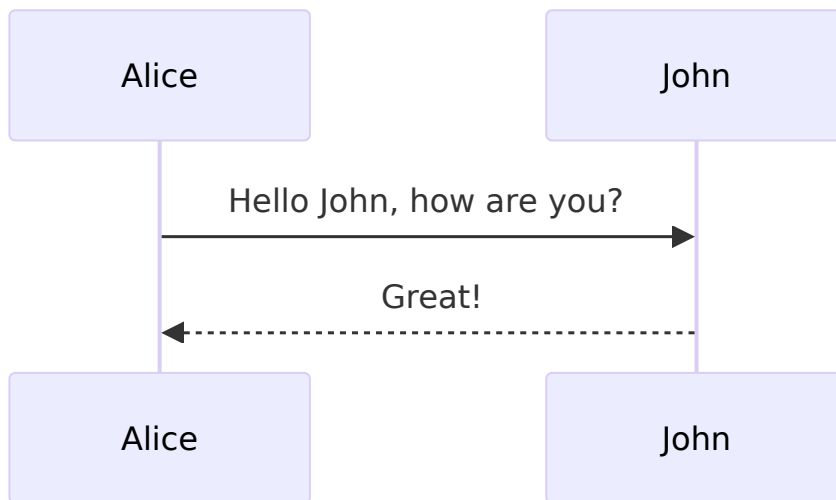 Alice
John
Hello John, how are you?
Great!
Alice
John